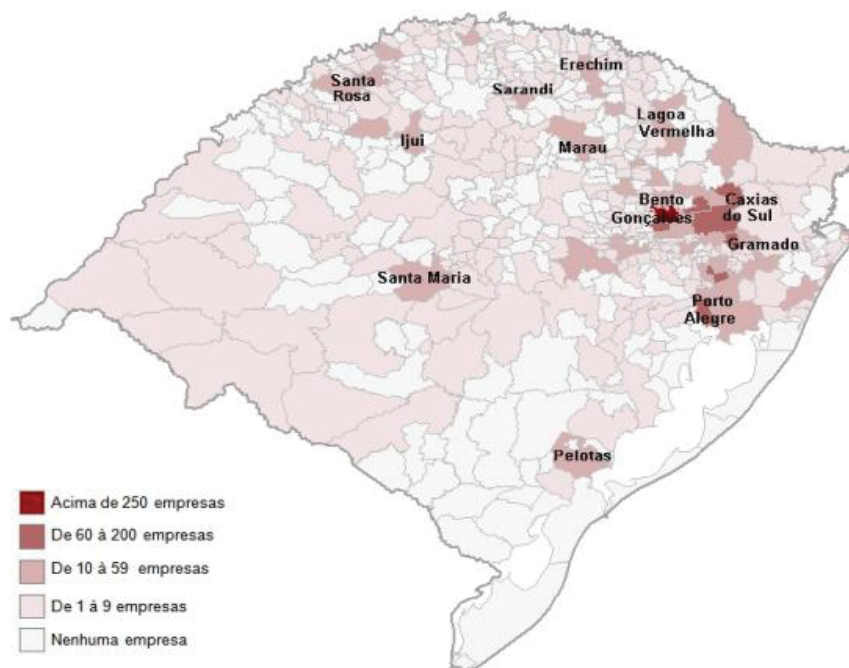 Erechim
Santa
Rosa
Sarandi
Lagoa
Vermelha
Ijui
Marau
Bento
Gonçalves
Caxias
do Sul
Gramado
Santa Maria
Porto
Alegre
Pelotas
Acima de 250 empresas
De 60 à 200 empresas
De 10 à 59 empresas
De 1 à 9 empresas
Nenhuma empresa